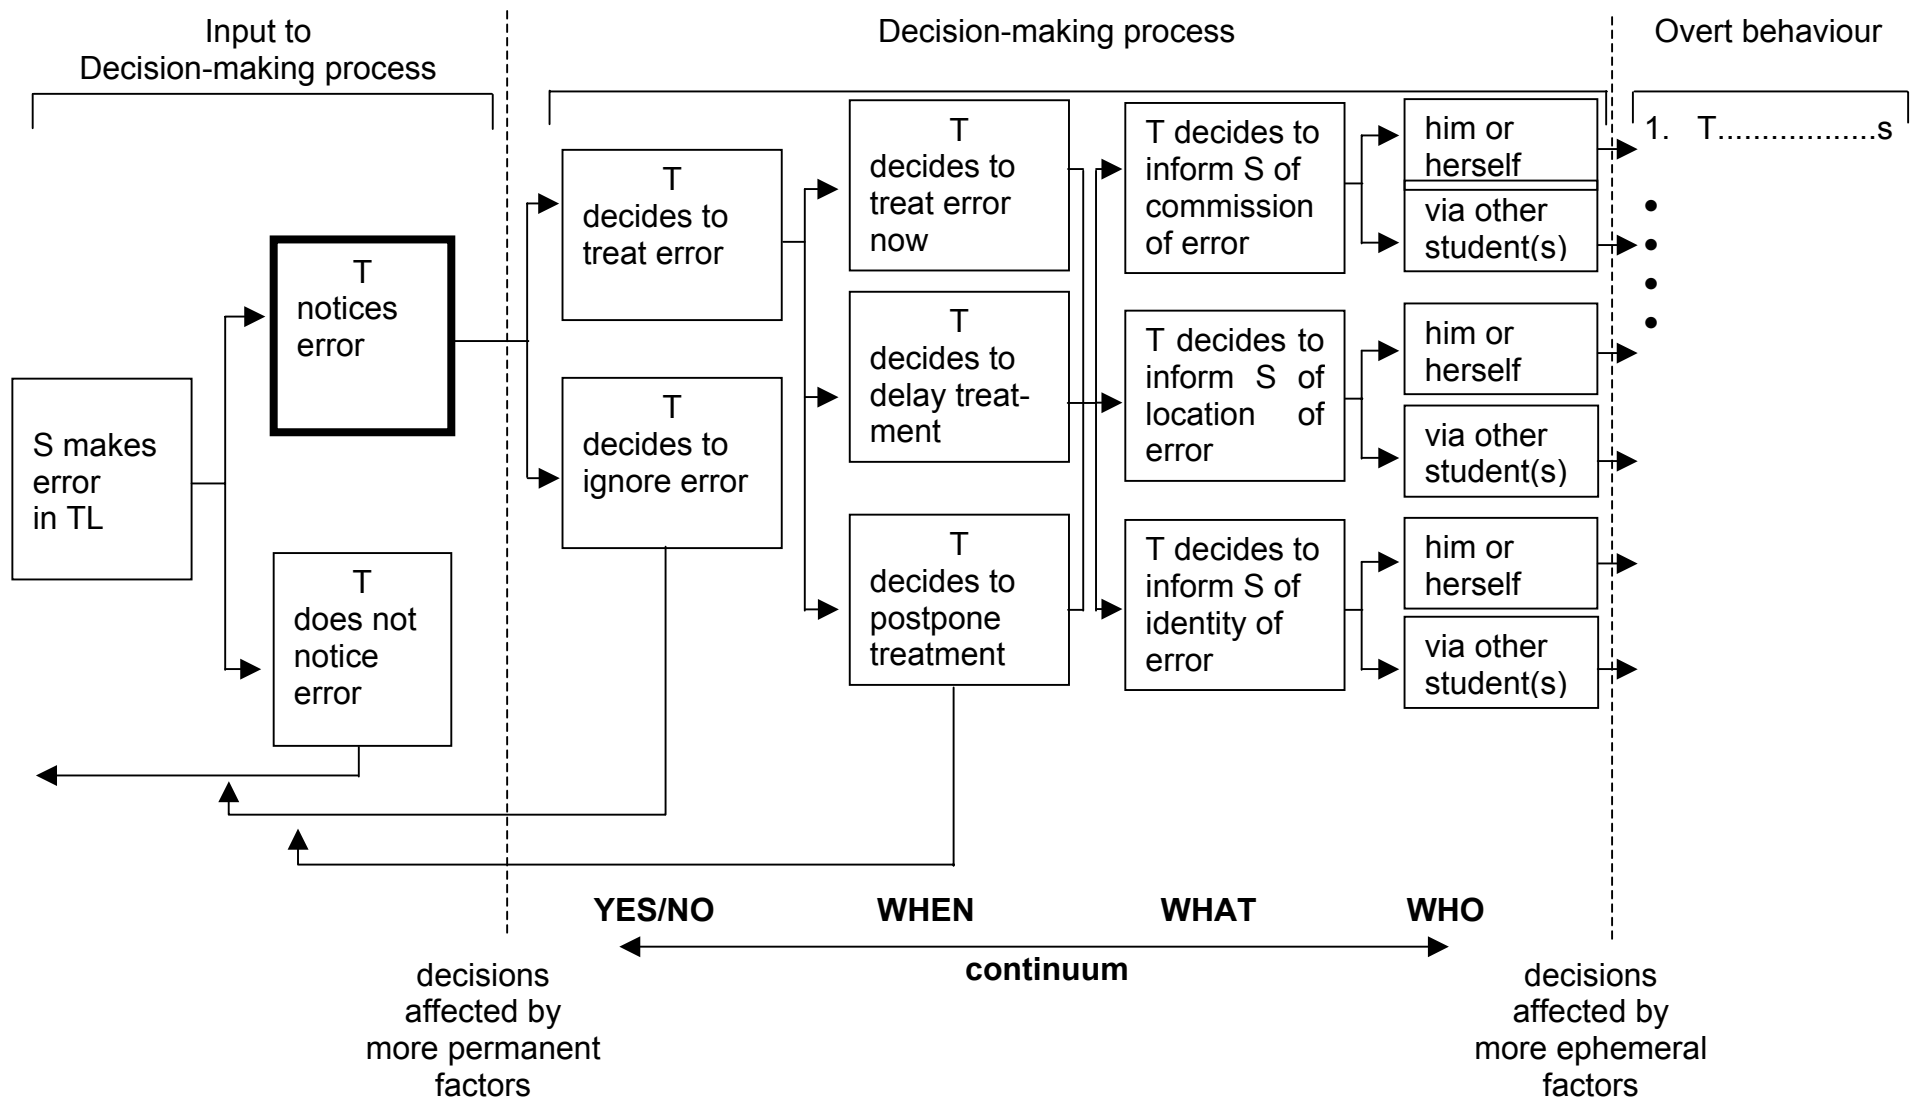 Input to
Decision-making process
Decision-making process
Overt behaviour
S makes
error
in TL
T
notices
error
T
does not
notice
error
T
decides to
treat error
T
decides to
ignore error
T
decides to
treat error
now
T
decides to
delay treat-
ment
T
decides to
postpone
treatment
T decides to
inform S of
commission
of error
T decides to
inform S of
location of
error
T decides to
inform S of
identity of
error
him or
herself
via other
student(s)
him or
herself
via other
student(s)
him or
herself
via other
student(s)
1. T..................s
•
•
•
•
YES/NO WHEN WHAT WHO
continuum
decisions
affected by
more permanent
factors
decisions
affected by
more ephemeral
factors